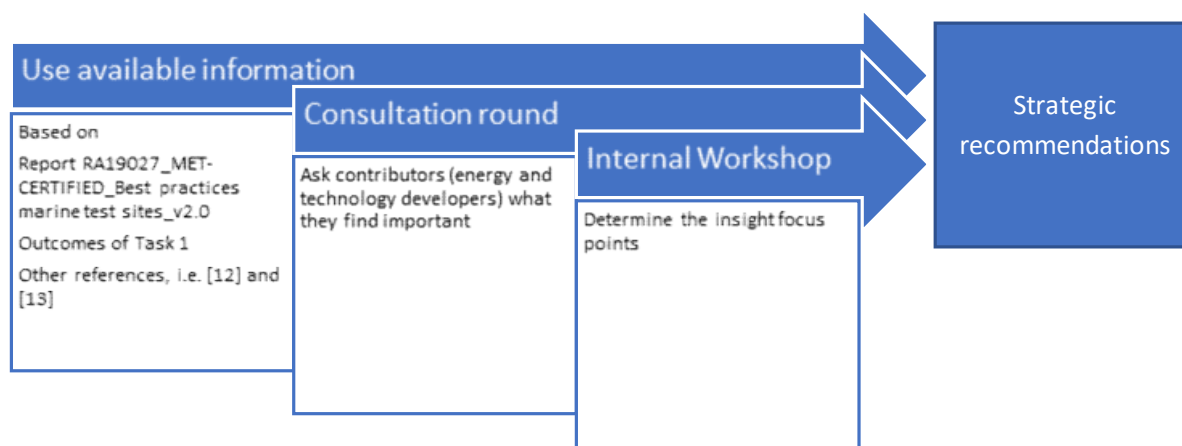 Use available information
Based on
Report RA19027_MET-
CERTIFIED_Best practices
marine test sites_v2.0
Outcomes of Task 1
Other references, i.e. [12] and
[13]
Consultation round
Ask contributors (energy and
technology developers) what
they find important
Internal Workshop
Determine the insight focus
points
Strategic
recommendations